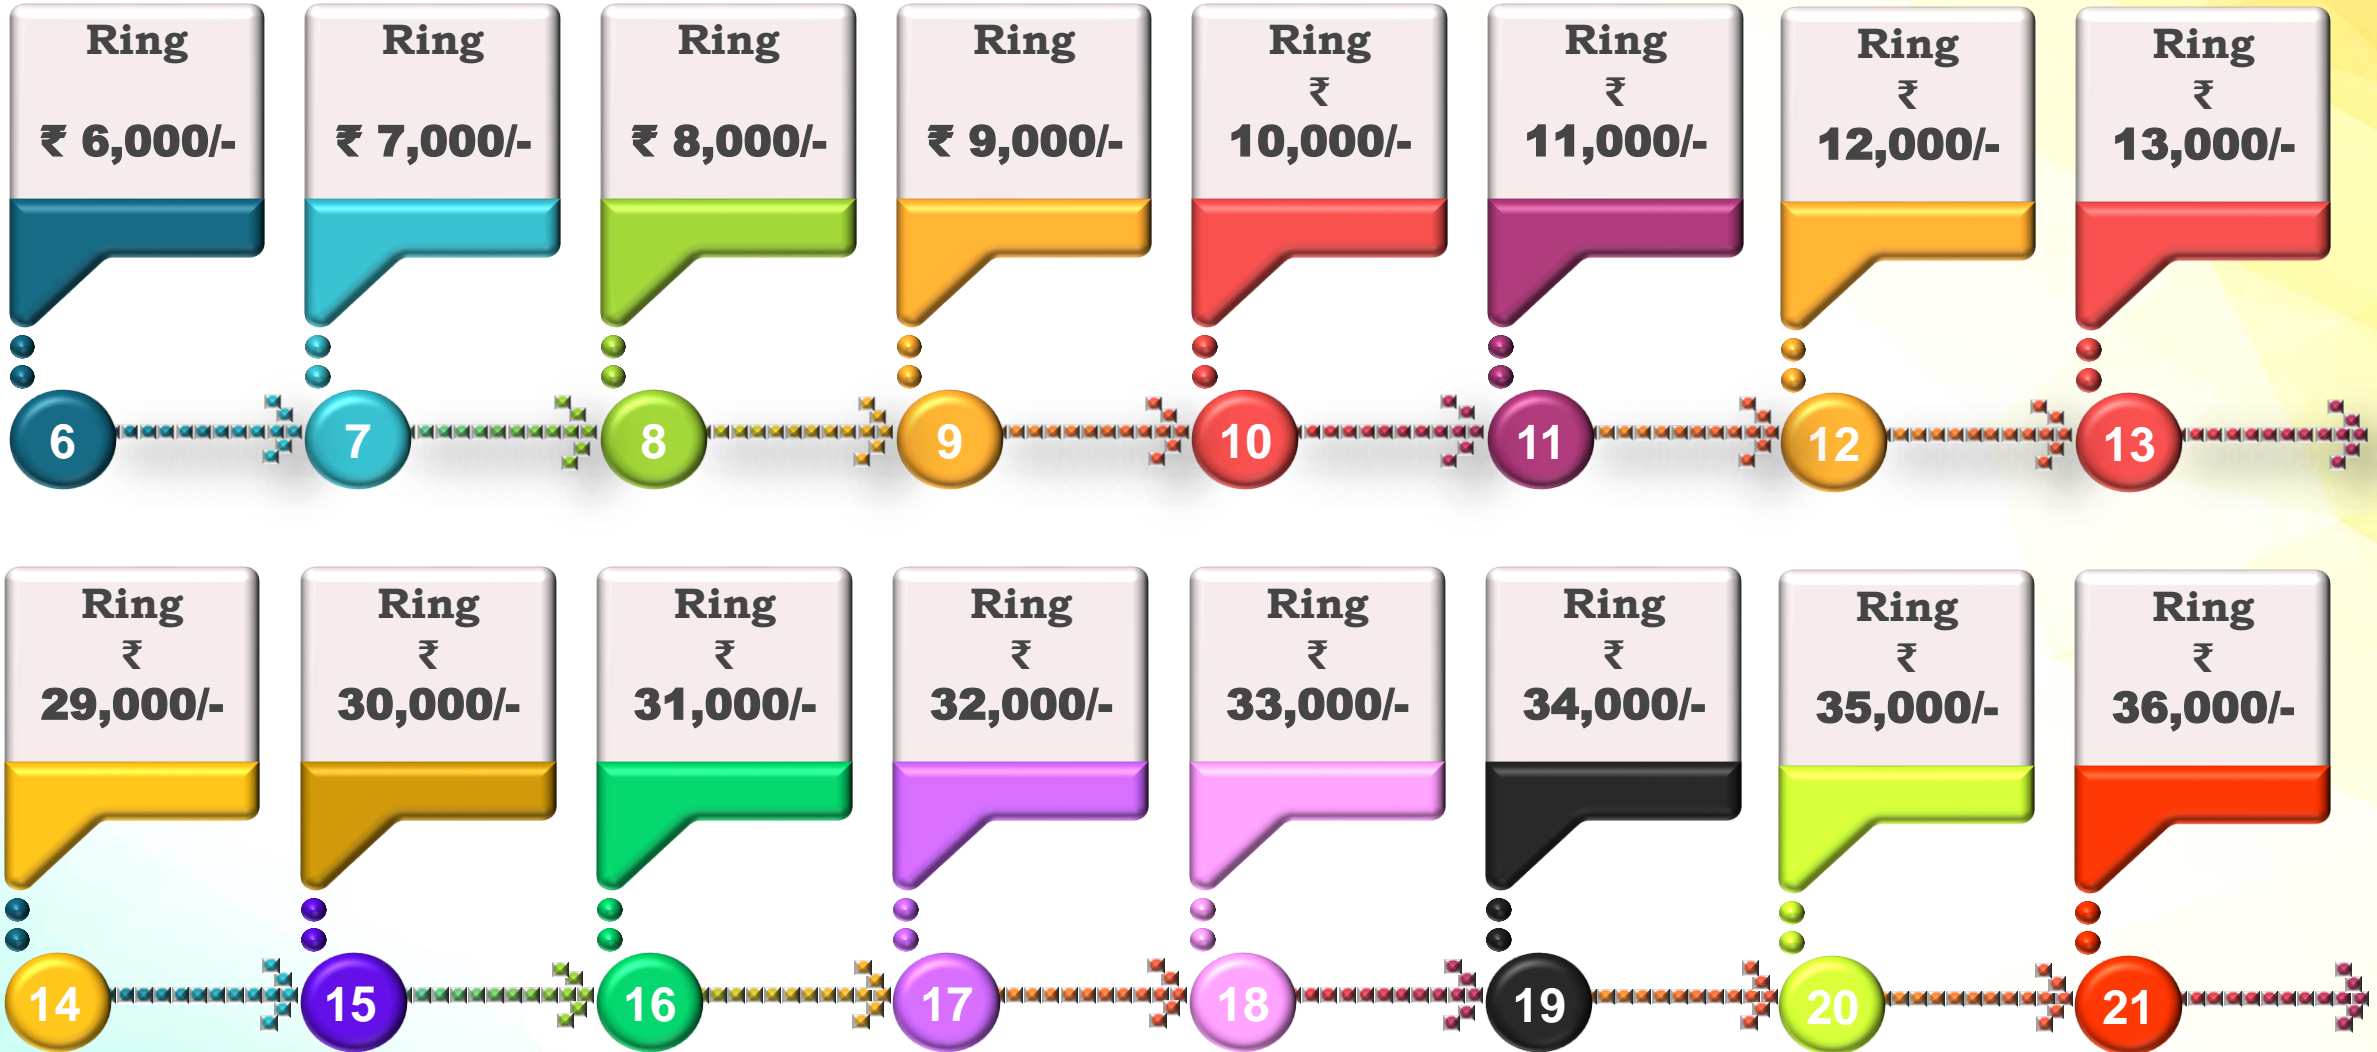 Ring
₹ 6,000/-
6
Ring
₹ 7,000/-
7
Ring
₹ 8,000/-
8
Ring
₹ 9,000/-
9
Ring
₹
10,000/-
10
Ring
₹
11,000/-
11
Ring
₹
12,000/-
12
Ring
₹
13,000/-
13
Ring
₹
29,000/-
14
Ring
₹
30,000/-
15
Ring
₹
31,000/-
16
Ring
₹
32,000/-
17
Ring
₹
33,000/-
18
Ring
₹
34,000/-
19
Ring
₹
35,000/-
20
Ring
₹
36,000/-
21